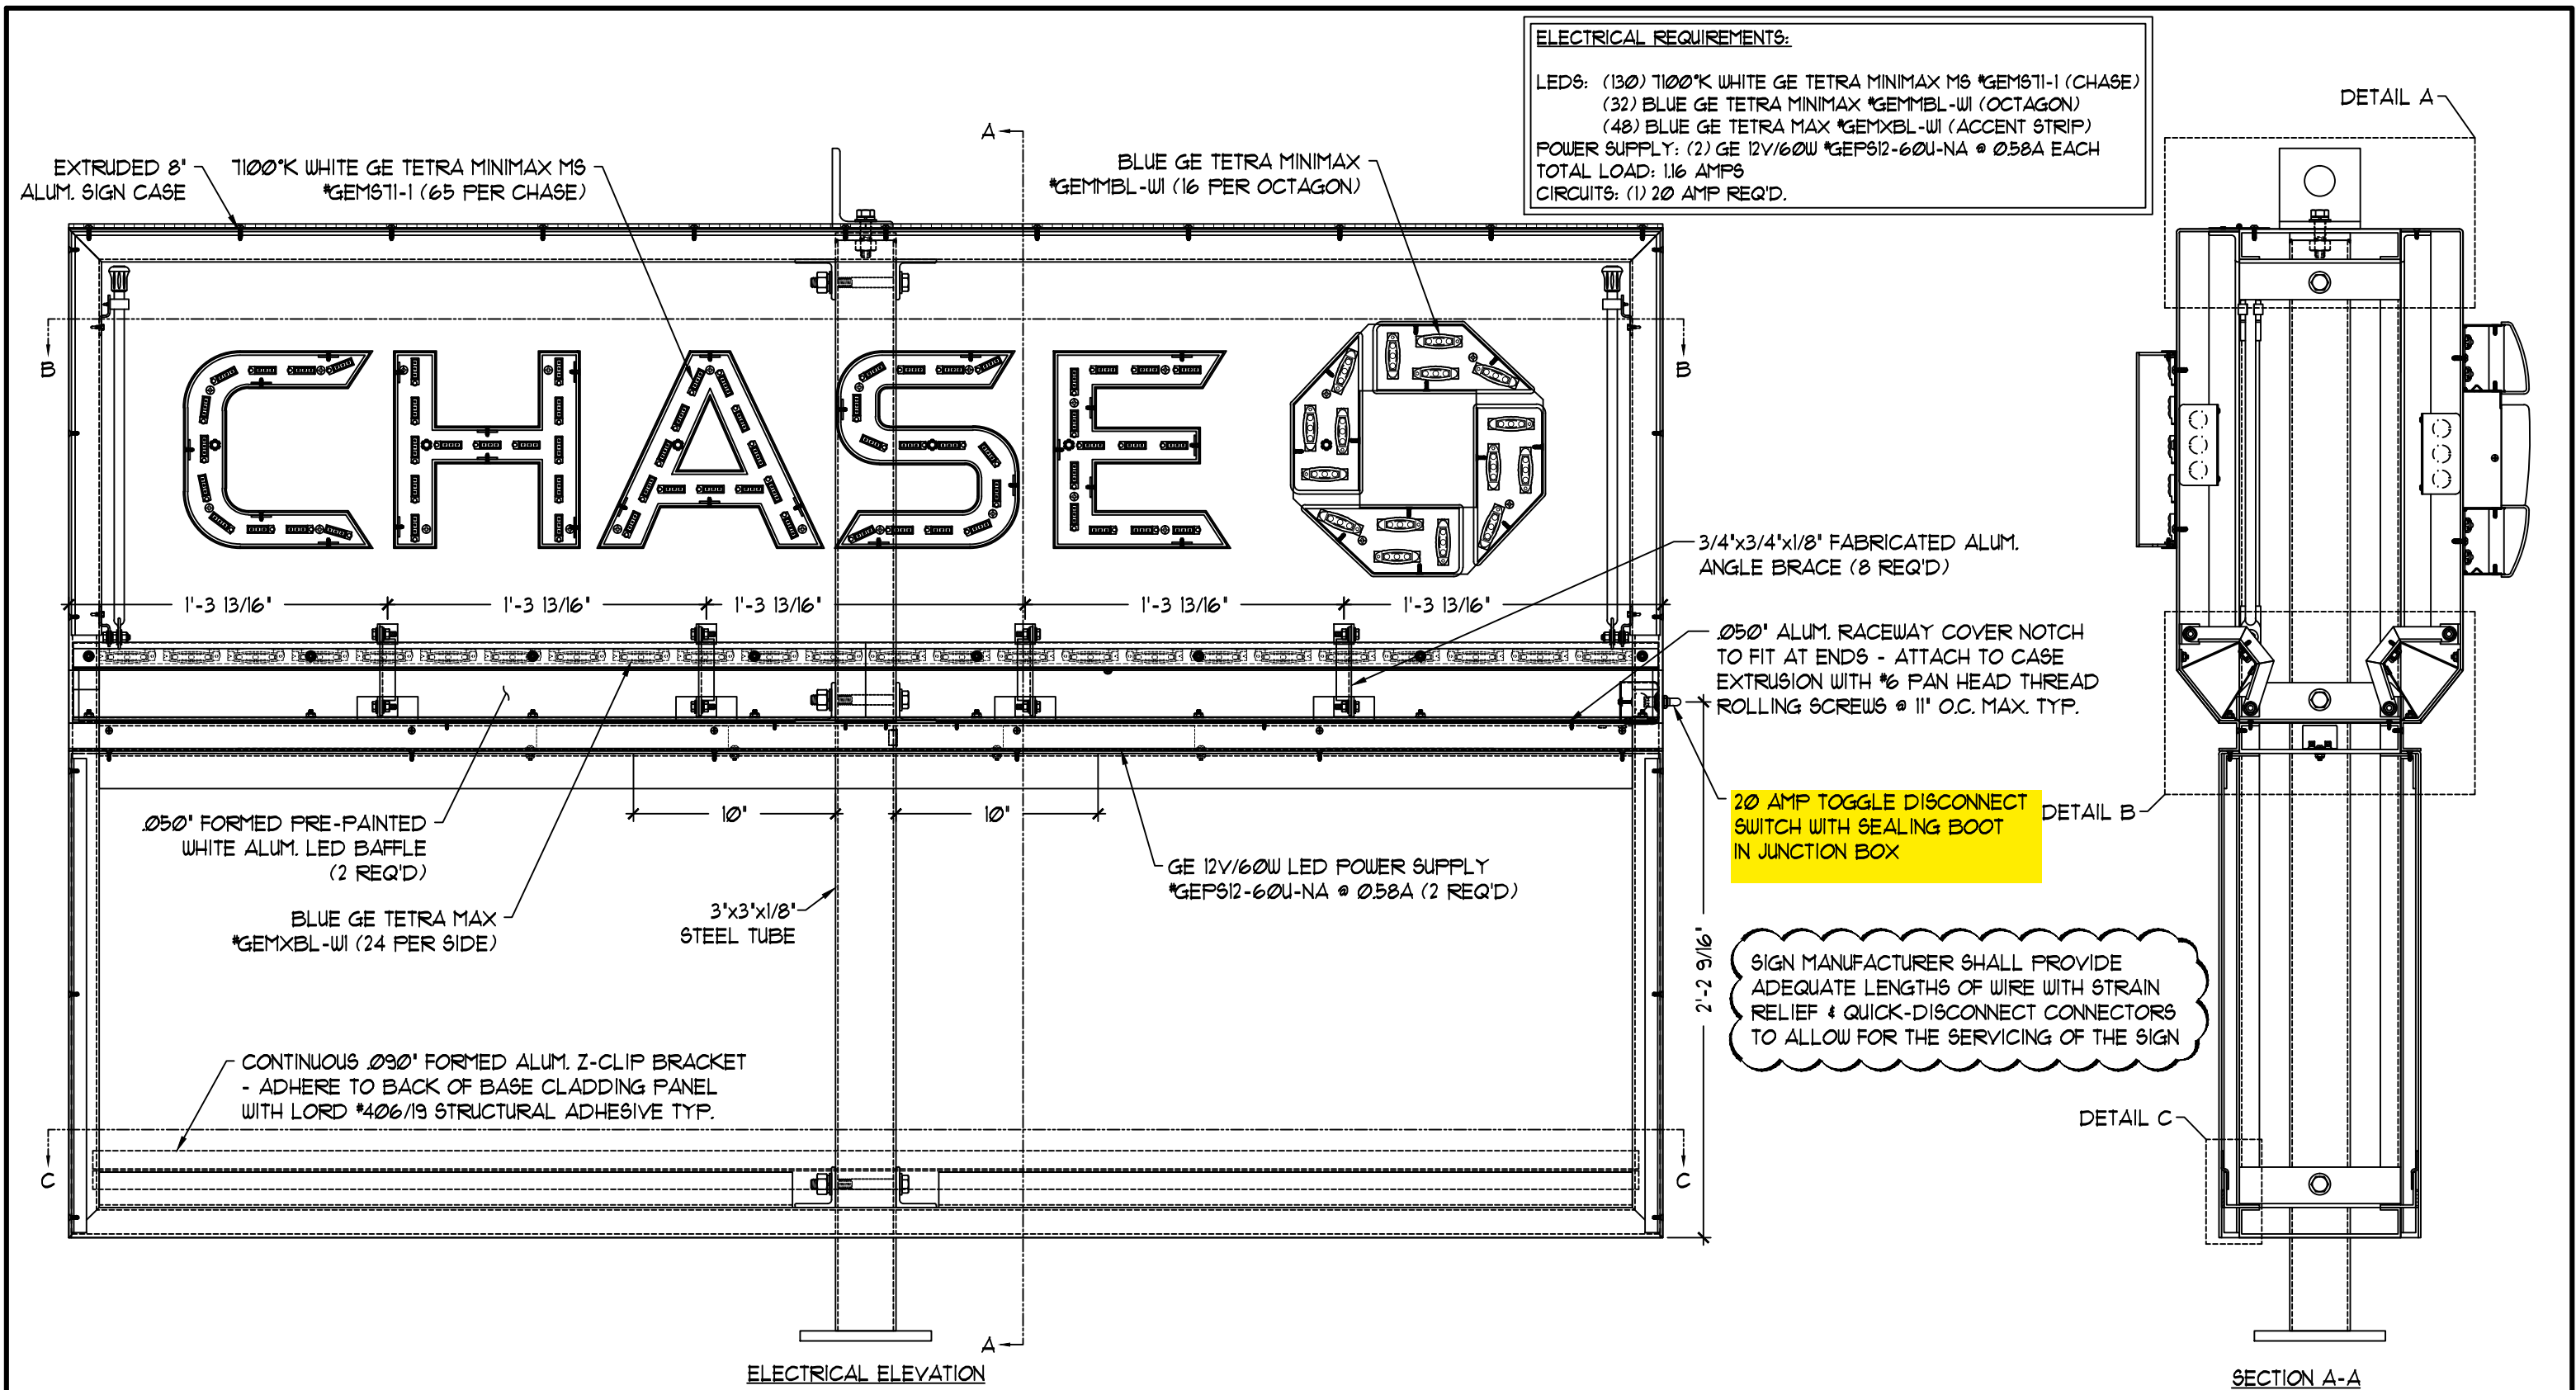 ELECTRICAL REQUIREMENTS:
LEDS: (130) 7100°K WHITE GE TETRA MINIMAX MS #GEMS71-1 (CHASE)
(32) BLUE GE TETRA MINIMAX #GEMMBL-W1 (OCTAGON)
(48) BLUE GE TETRA MAX #GEMXBL-W1 (ACCENT STRIP)
POWER SUPPLY: (2) GE 12V/60W #GEPS12-60U-NA @ 0.58A EACH
TOTAL LOAD: 1.16 AMPS
CIRCUITS: (1) 20 AMP REQ'D.
EXTRUDED 8"
ALUM. SIGN CASE
7100°K WHITE GE TETRA MINIMAX MS
#GEMS71-1 (65 PER CHASE)
A
BLUE GE TETRA MINIMAX
#GEMMBL-W1 (16 PER OCTAGON)
DETAIL A
B
B
CHASE
3/4"x3/4"x1/8" FABRICATED ALUM.
ANGLE BRACE (8 REQ'D)
1'-3 13/16"
1'-3 13/16"
1'-3 13/16"
1'-3 13/16"
1'-3 13/16"
.050" ALUM. RACEWAY COVER NOTCH
TO FIT AT ENDS - ATTACH TO CASE
EXTRUSION WITH #6 PAN HEAD THREAD
ROLLING SCREWS @ 11" O.C. MAX. TYP.
.050" FORMED PRE-PAINTED
WHITE ALUM. LED BAFFLE
(2 REQ'D)
10"
10"
20 AMP TOGGLE DISCONNECT
SWITCH WITH SEALING BOOT
IN JUNCTION BOX
DETAIL B
GE 12V/60W LED POWER SUPPLY
#GEPS12-60U-NA @ 0.58A (2 REQ'D)
BLUE GE TETRA MAX
#GEMXBL-W1 (24 PER SIDE)
3"x3"x1/8"
STEEL TUBE
2'-2 9/16"
SIGN MANUFACTURER SHALL PROVIDE
ADEQUATE LENGTHS OF WIRE WITH STRAIN
RELIEF & QUICK-DISCONNECT CONNECTORS
TO ALLOW FOR THE SERVICING OF THE SIGN
CONTINUOUS .090" FORMED ALUM. Z-CLIP BRACKET
- ADHERE TO BACK OF BASE CLADDING PANEL
WITH LORD #406/19 STRUCTURAL ADHESIVE TYP.
DETAIL C
C
C
A
ELECTRICAL ELEVATION
SECTION A-A